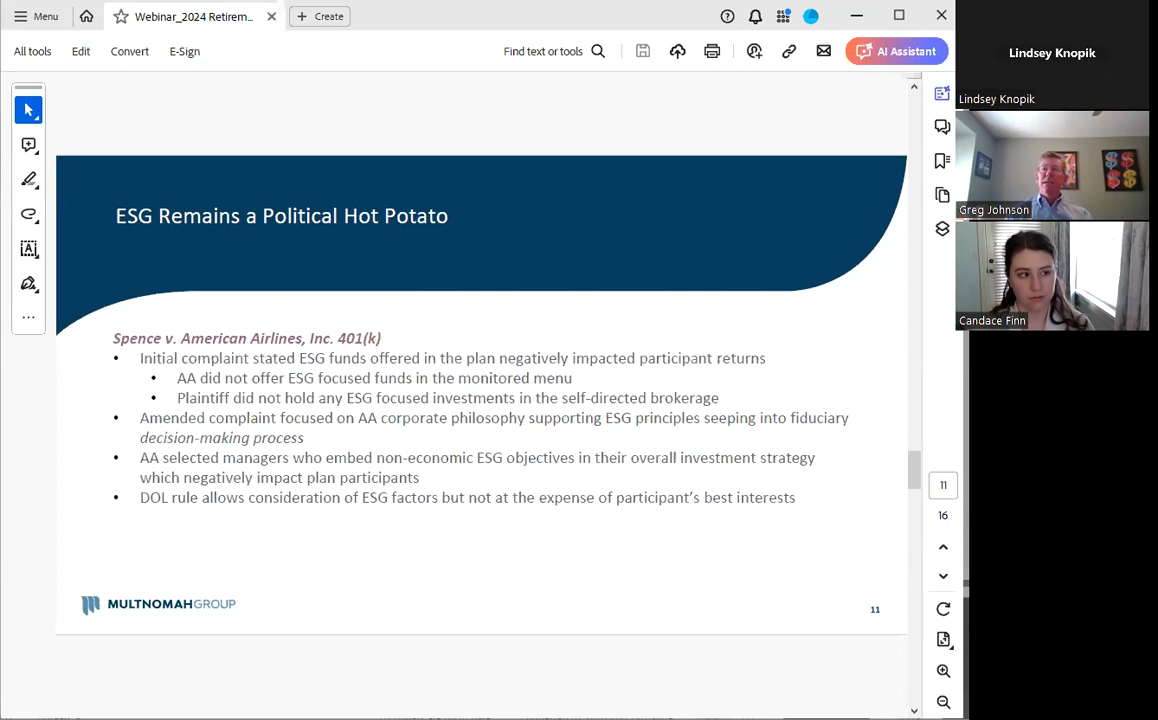 Menu
Webinar_2024 Retirem...
Create
All tools
Edit
Convert
E-Sign
Find text or tools
AI Assistant
Lindsey Knopik
Lindsey Knopik
Greg Johnson
Candace Finn
ESG Remains a Political Hot Potato
Spence v. American Airlines, Inc. 401(k)
• Initial complaint stated ESG funds offered in the plan negatively impacted participant returns
• AA did not offer ESG focused funds in the monitored menu
• Plaintiff did not hold any ESG focused investments in the self-directed brokerage
• Amended complaint focused on AA corporate philosophy supporting ESG principles seeping into fiduciary
decision-making process
• AA selected managers who embed non-economic ESG objectives in their overall investment strategy
which negatively impact plan participants
• DOL rule allows consideration of ESG factors but not at the expense of participant’s best interests
MULTNOMAHGROUP
11
11
16